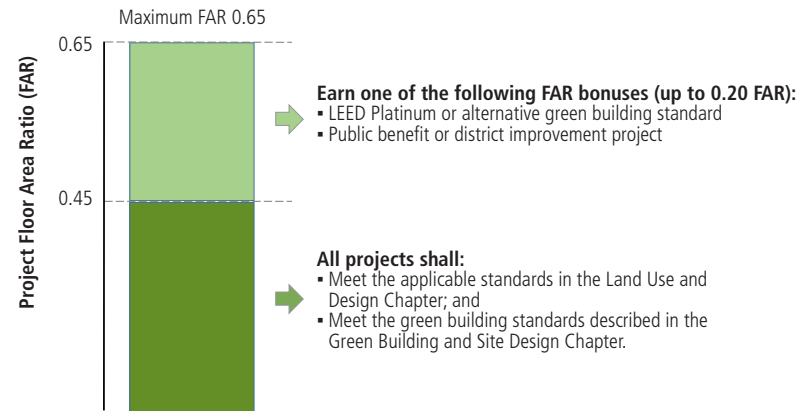 Maximum FAR 0.65
0.65
Earn one of the following FAR bonuses (up to 0.20 FAR):
▪ LEED Platinum or alternative green building standard
▪ Public benefit or district improvement project
Project Floor Area Ratio (FAR)
0.45
All projects shall:
▪ Meet the applicable standards in the Land Use and
Design Chapter; and
▪ Meet the green building standards described in the
Green Building and Site Design Chapter.